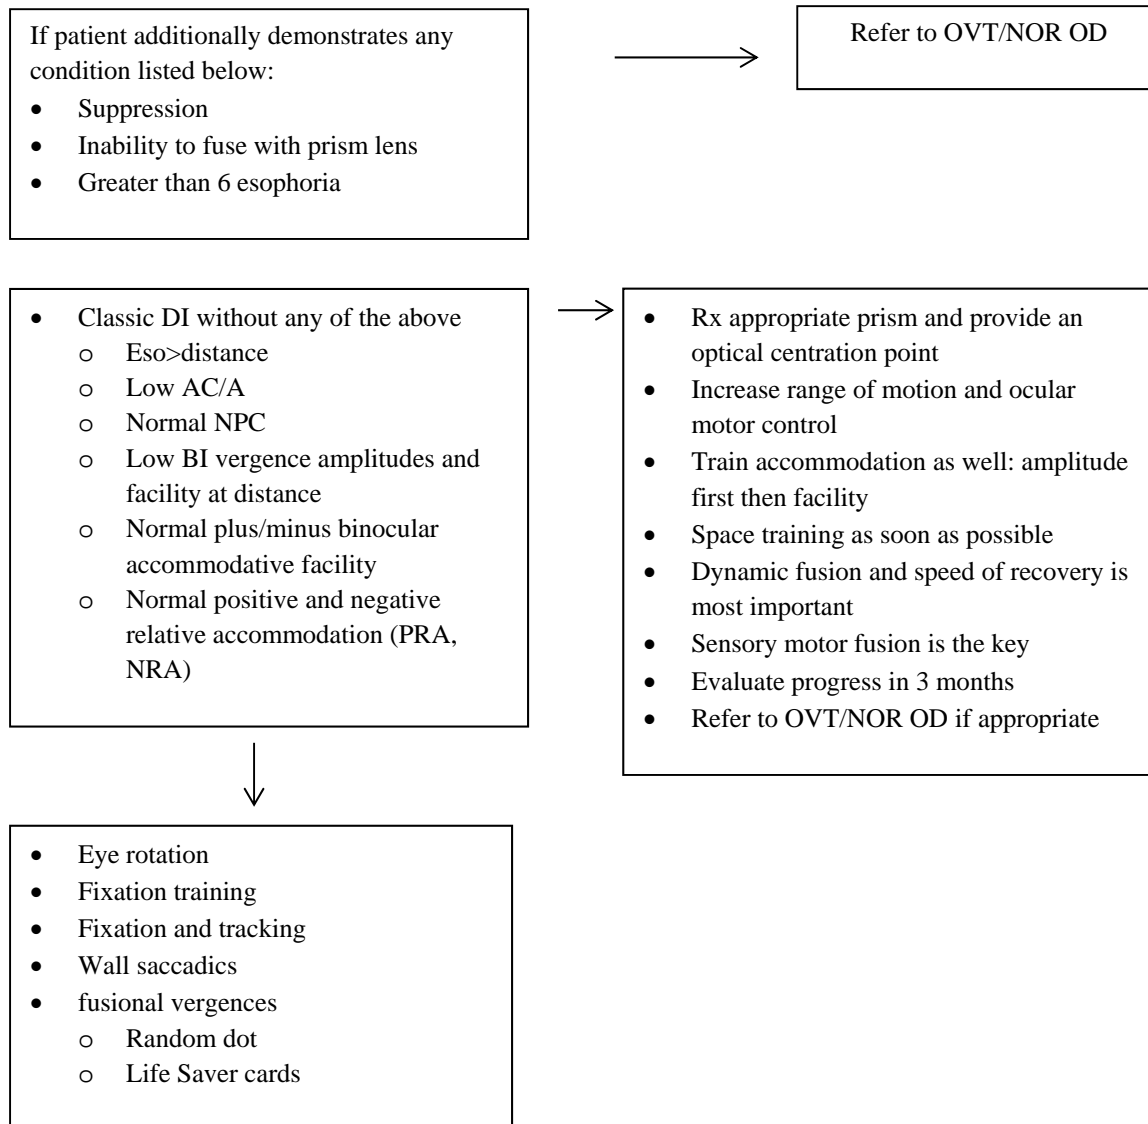 If patient additionally demonstrates any
condition listed below:
• Suppression
• Inability to fuse with prism lens
• Greater than 6 esophoria
Refer to OVT/NOR OD
• Classic DI without any of the above
o Eso>distance
o Low AC/A
o Normal NPC
o Low BI vergence amplitudes and
facility at distance
o Normal plus/minus binocular
accommodative facility
o Normal positive and negative
relative accommodation (PRA,
NRA)
• Rx appropriate prism and provide an
optical centration point
• Increase range of motion and ocular
motor control
• Train accommodation as well: amplitude
first then facility
• Space training as soon as possible
• Dynamic fusion and speed of recovery is
most important
• Sensory motor fusion is the key
• Evaluate progress in 3 months
• Refer to OVT/NOR OD if appropriate
• Eye rotation
• Fixation training
• Fixation and tracking
• Wall saccadics
• fusional vergences
o Random dot
o Life Saver cards